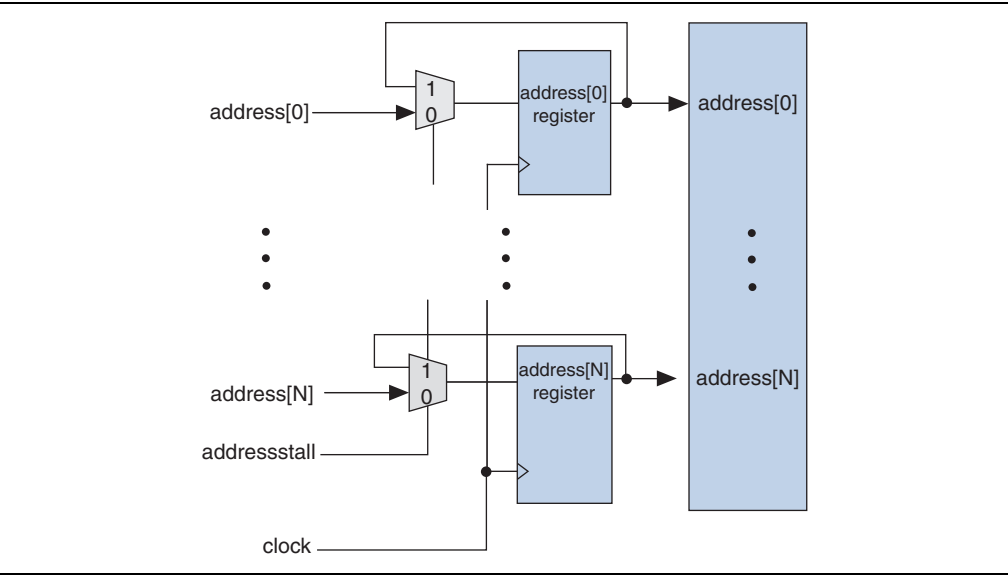 1
0
address[0]
address[0]
register
address[0]
1
0
address[N]
address[N]
register
address[N]
addressstall
clock